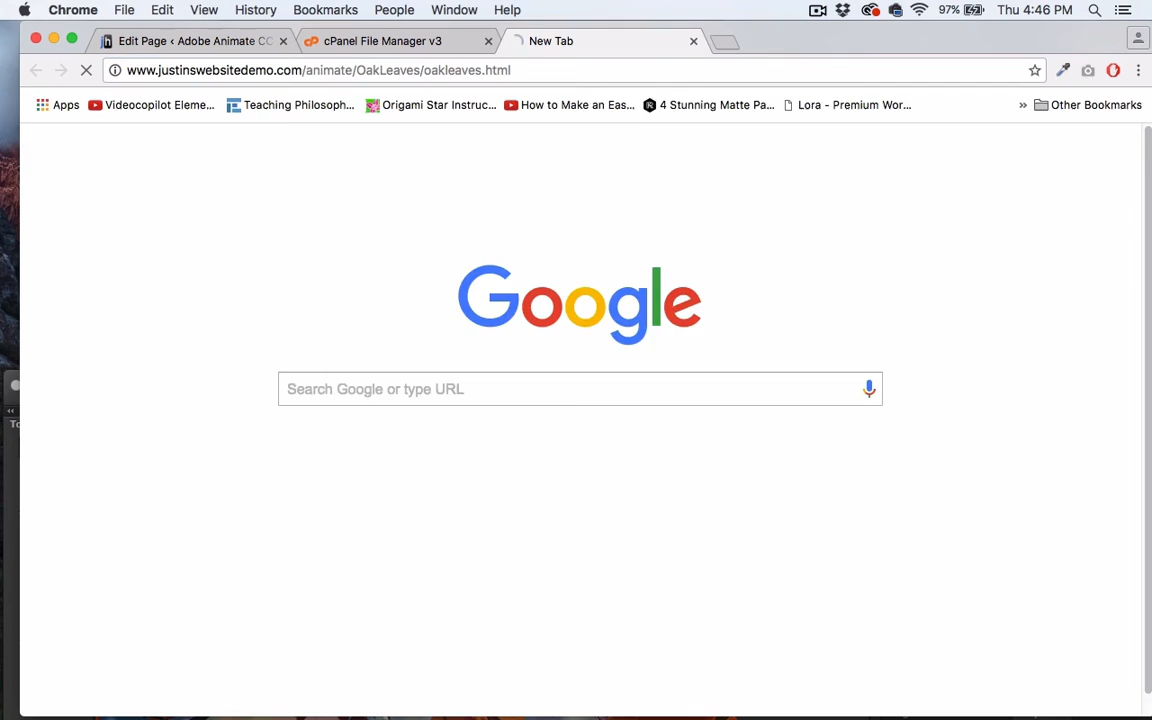 Chrome File Edit View History Bookmarks People Window Help 97% Thu 4:46 PM
Edit Page ‹ Adobe Animate CC cPanel File Manager v3 New Tab
www.justinswebsitedemo.com/animate/OakLeaves/oakleaves.html
Apps Videocopilot Eleme... Teaching Philosoph... Origami Star Instruc... How to Make an Eas... 4 Stunning Matte Pa... Lora - Premium Wor... » Other Bookmarks
Google
Search Google or type URL
To